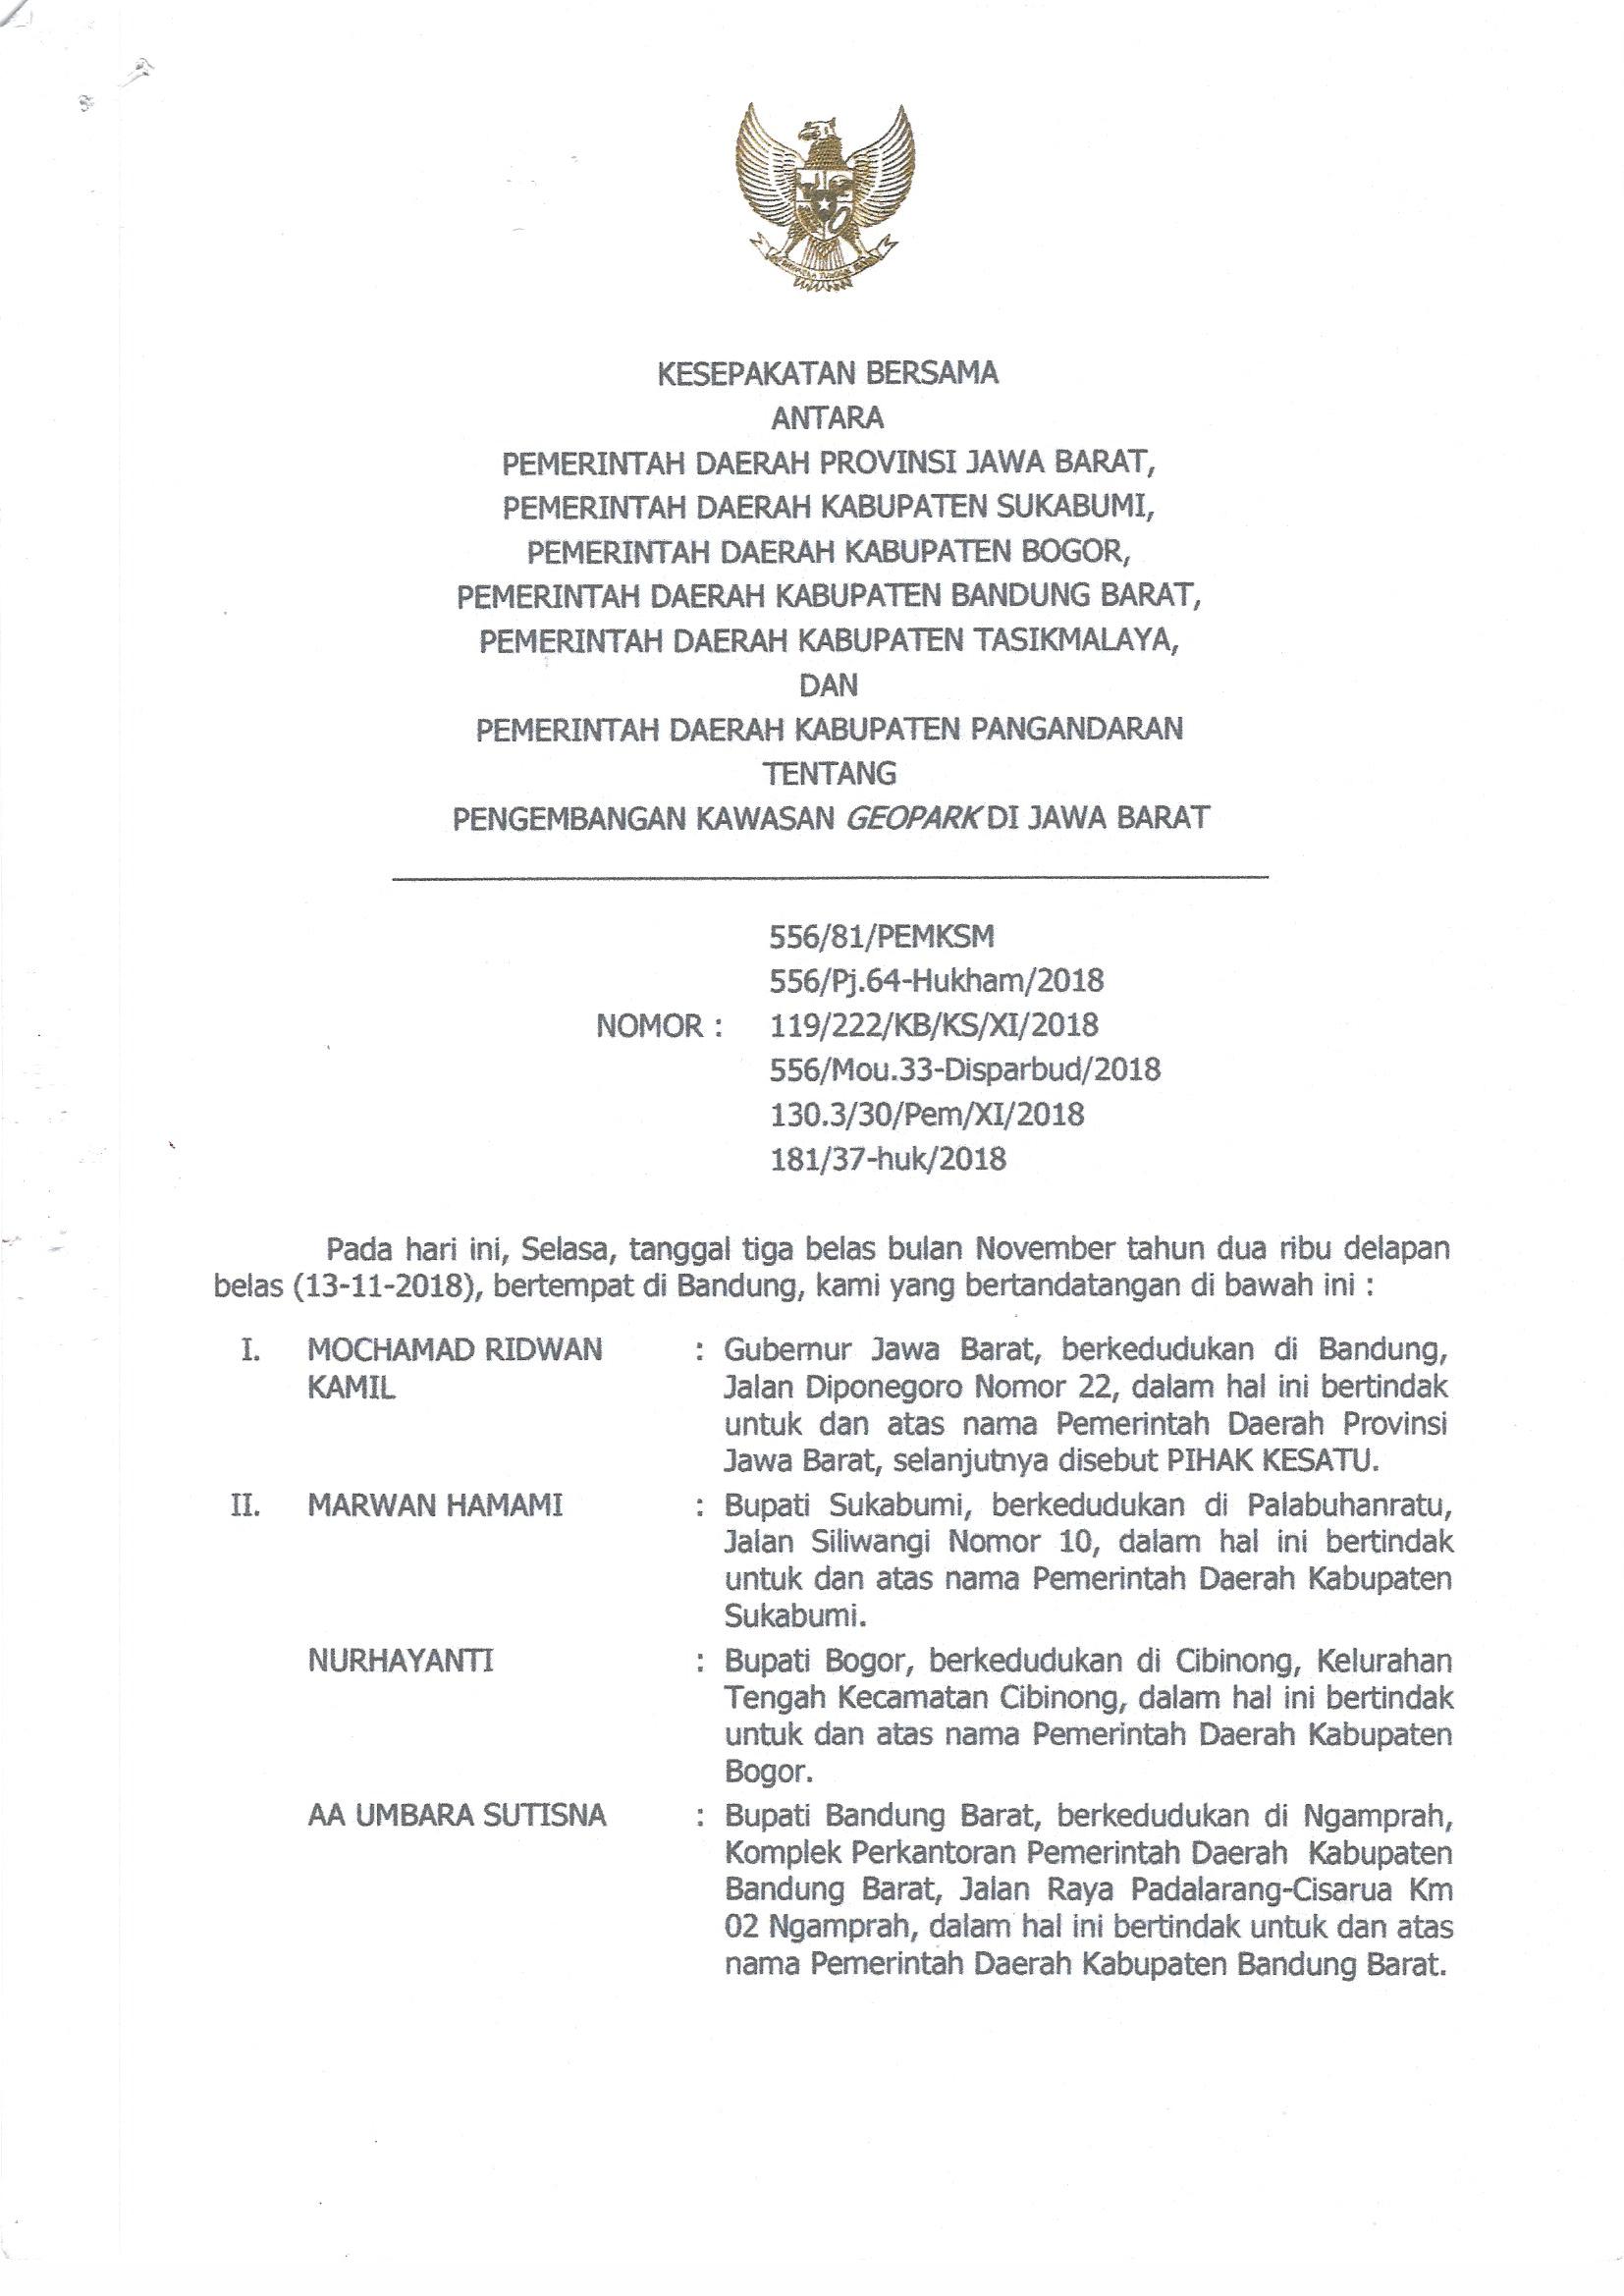 KESEPAKATAN BERSAMA
ANTARA
PEMERINTAH DAERAH PROVINSI JAWA BARAT,
PEMERINTAH DAERAH KABUPATEN SUKABUMI,
PEMERINTAH DAERAH KABUPATEN BOGOR,
PEMERINTAH DAERAH KABUPATEN BANDUNG BARAT,
PEMERINTAH DAERAH KABUPATEN TASIKMALAYA,
DAN
PEMERINTAH DAERAH KABUPATEN PANGANDARAN
TENTANG
PENGEMBANGAN KAWASAN GEOPARK DI JAWA BARAT
556/81/PEMKSM
556/Pj.64-Hukham/2018
NOMOR : 119/222/KB/KS/XI/2018
556/Mou.33-Disparbud/2018
130.3/30/Pem/XI/2018
181/37-huk/2018
Pada hari ini, Selasa, tanggal tiga belas bulan November tahun dua ribu delapan
belas (13-11-2018), bertempat di Bandung, kami yang bertandatangan di bawah ini :
I. MOCHAMAD RIDWAN : Gubernur Jawa Barat, berkedudukan di Bandung,
KAMIL Jalan Diponegoro Nomor 22, dalam hal ini bertindak
untuk dan atas nama Pemerintah Daerah Provinsi
Jawa Barat, selanjutnya disebut PIHAK KESATU.
II. MARWAN HAMAMI : Bupati Sukabumi, berkedudukan di Palabuhanratu,
Jalan Siliwangi Nomor 10, dalam hal ini bertindak
untuk dan atas nama Pemerintah Daerah Kabupaten
Sukabumi.
NURHAYANTI : Bupati Bogor, berkedudukan di Cibinong, Kelurahan
Tengah Kecamatan Cibinong, dalam hal ini bertindak
untuk dan atas nama Pemerintah Daerah Kabupaten
Bogor.
AA UMBARA SUTISNA : Bupati Bandung Barat, berkedudukan di Ngamprah,
Komplek Perkantoran Pemerintah Daerah Kabupaten
Bandung Barat, Jalan Raya Padalarang-Cisarua Km
02 Ngamprah, dalam hal ini bertindak untuk dan atas
nama Pemerintah Daerah Kabupaten Bandung Barat.